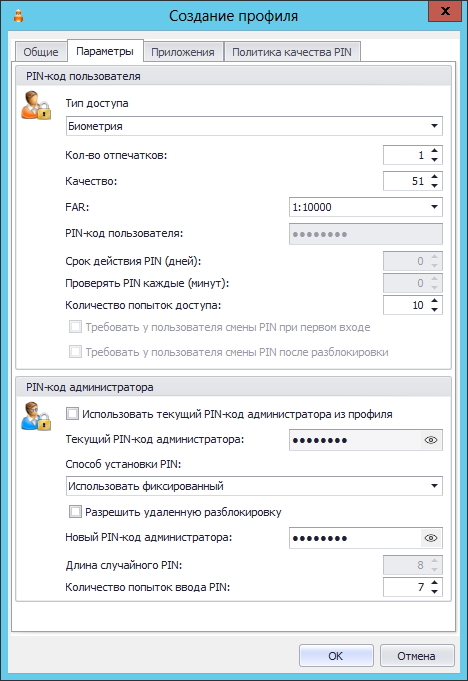 Создание профиля
Общие Параметры Приложения Политика качества PIN
PIN-код пользователя
Тип доступа
Биометрия
Кол-во отпечатков: 1
Качество: 51
FAR: 1:10000
PIN-код пользователя: ●●●●●●●●
Срок действия PIN (дней): 0
Проверять PIN каждые (минут): 0
Количество попыток доступа: 10
Требовать у пользователя смены PIN при первом входе
Требовать у пользователя смены PIN после разблокировки
PIN-код администратора
Использовать текущий PIN-код администратора из профиля
Текущий PIN-код администратора: ●●●●●●●●
Способ установки PIN:
Использовать фиксированный
Разрешить удаленную разблокировку
Новый PIN-код администратора: ●●●●●●●●
Длина случайного PIN: 8
Количество попыток ввода PIN: 7
OK Отмена